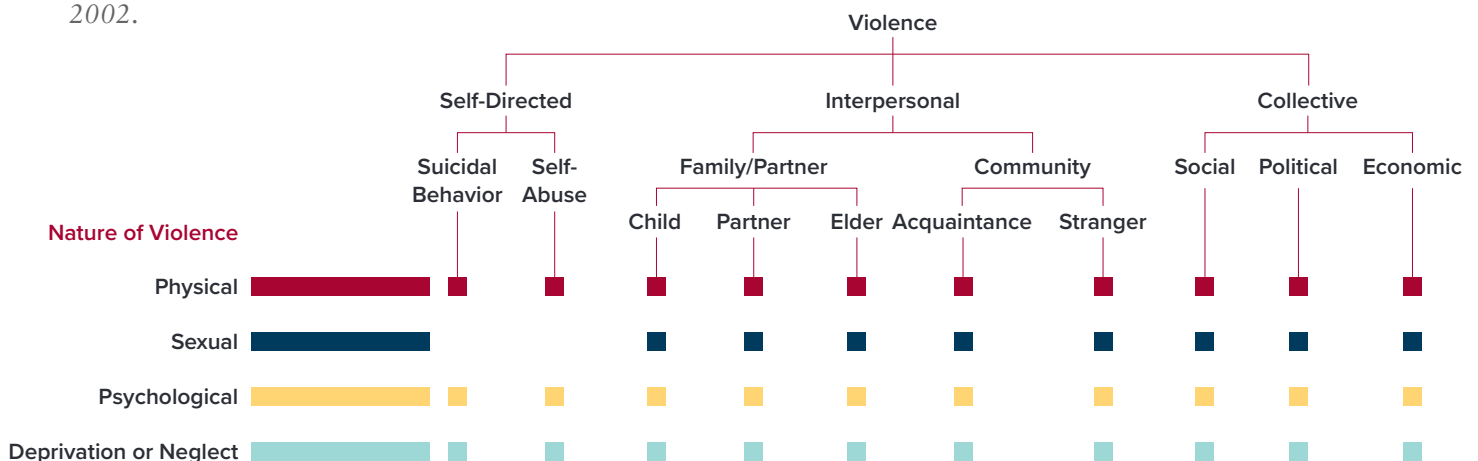 2002.
Violence
Self-Directed Interpersonal Collective
Suicidal Self- Family/Partner Community Social Political Economic
Behavior Abuse
Child Partner Elder Acquaintance Stranger
Nature of Violence
Physical
Sexual
Psychological
Deprivation or Neglect